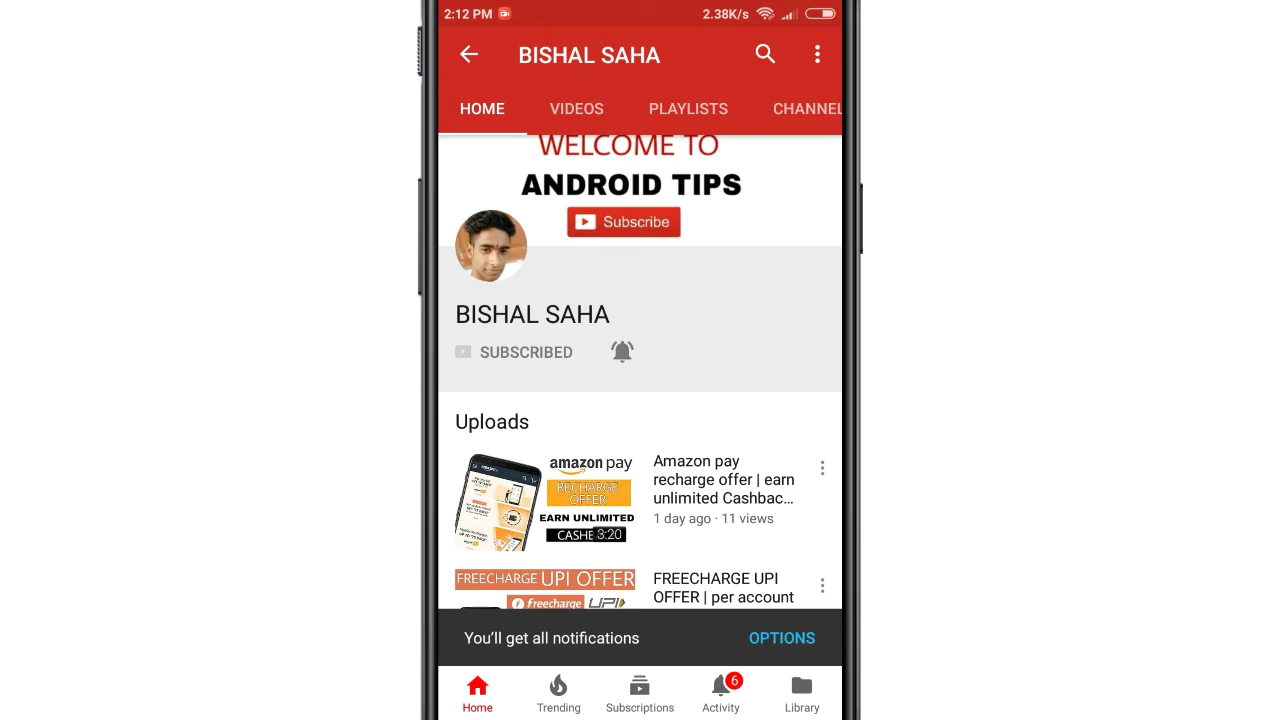 2:12 PM 2.38K/s
BISHAL SAHA
HOME VIDEOS PLAYLISTS CHANNEL
WELCOME TO
ANDROID TIPS
Subscribe
BISHAL SAHA
SUBSCRIBED
Uploads
amazon pay
RECHARGE
OFFER
EARN UNLIMITED
CASHB 3:20
Amazon pay
recharge offer | earn
unlimited Cashbac...
1 day ago · 11 views
FREECHARGE UPI OFFER
freecharge UPI
FREECHARGE UPI
OFFER | per account
You'll get all notifications OPTIONS
6
Home Trending Subscriptions Activity Library